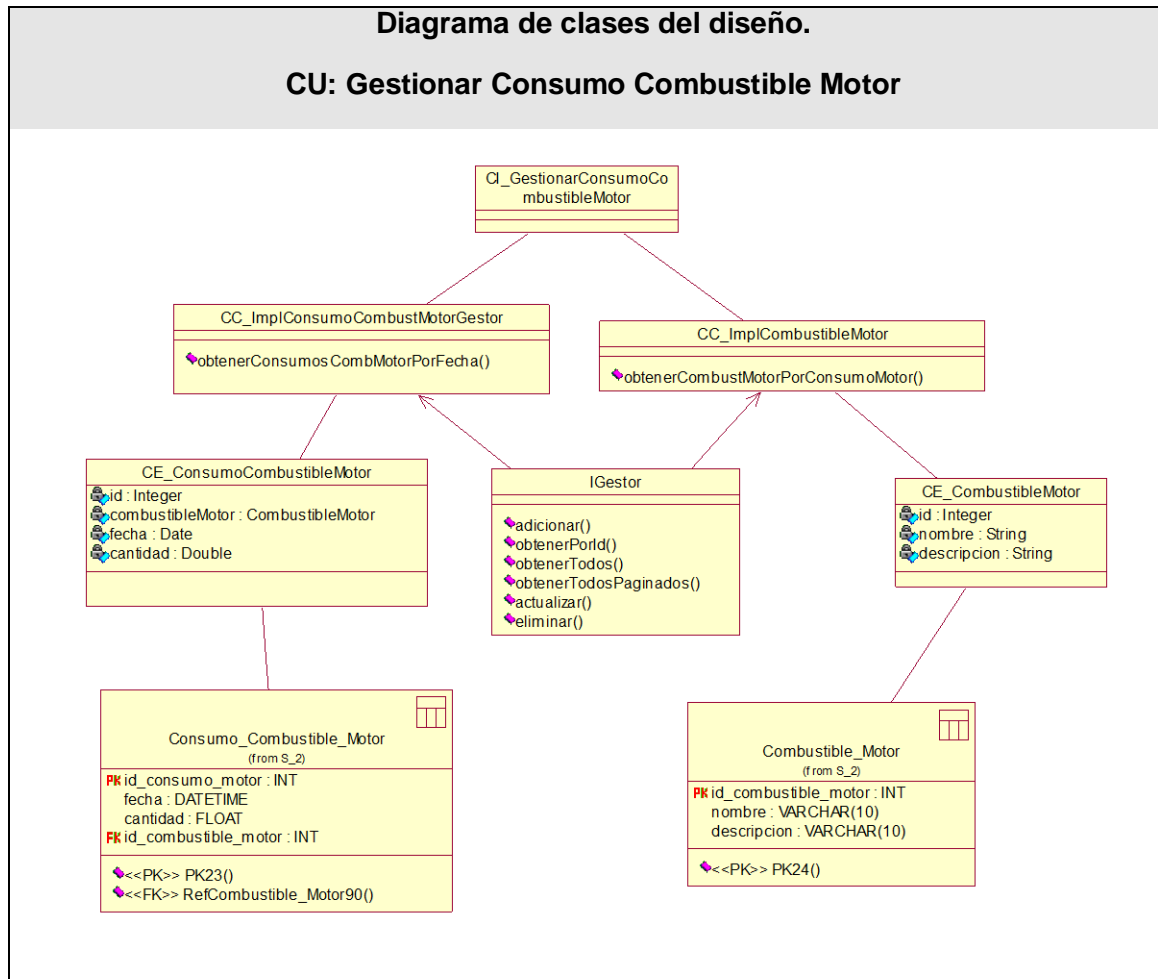 Diagrama de clases del diseño.
CU: Gestionar Consumo Combustible Motor
CI_GestionarConsumoCo
mbustibleMotor
CC_ImplConsumoCombustMotorGestor
obtenerConsumosCombMotorPorFecha()
CC_ImplCombustibleMotor
obtenerCombustMotorPorConsumoMotor()
CE_ConsumoCombustibleMotor
id : Integer
combustibleMotor : CombustibleMotor
fecha : Date
cantidad : Double
IGestor
adicionar()
obtenerPorId()
obtenerTodos()
obtenerTodosPaginados()
actualizar()
eliminar()
CE_CombustibleMotor
id : Integer
nombre : String
descripcion : String
Consumo_Combustible_Motor
(from S_2)
PK id_consumo_motor : INT
fecha : DATETIME
cantidad : FLOAT
FK id_combustible_motor : INT
<<PK>> PK23()
<<FK>> RefCombustible_Motor90()
Combustible_Motor
(from S_2)
PK id_combustible_motor : INT
nombre : VARCHAR(10)
descripcion : VARCHAR(10)
<<PK>> PK24()